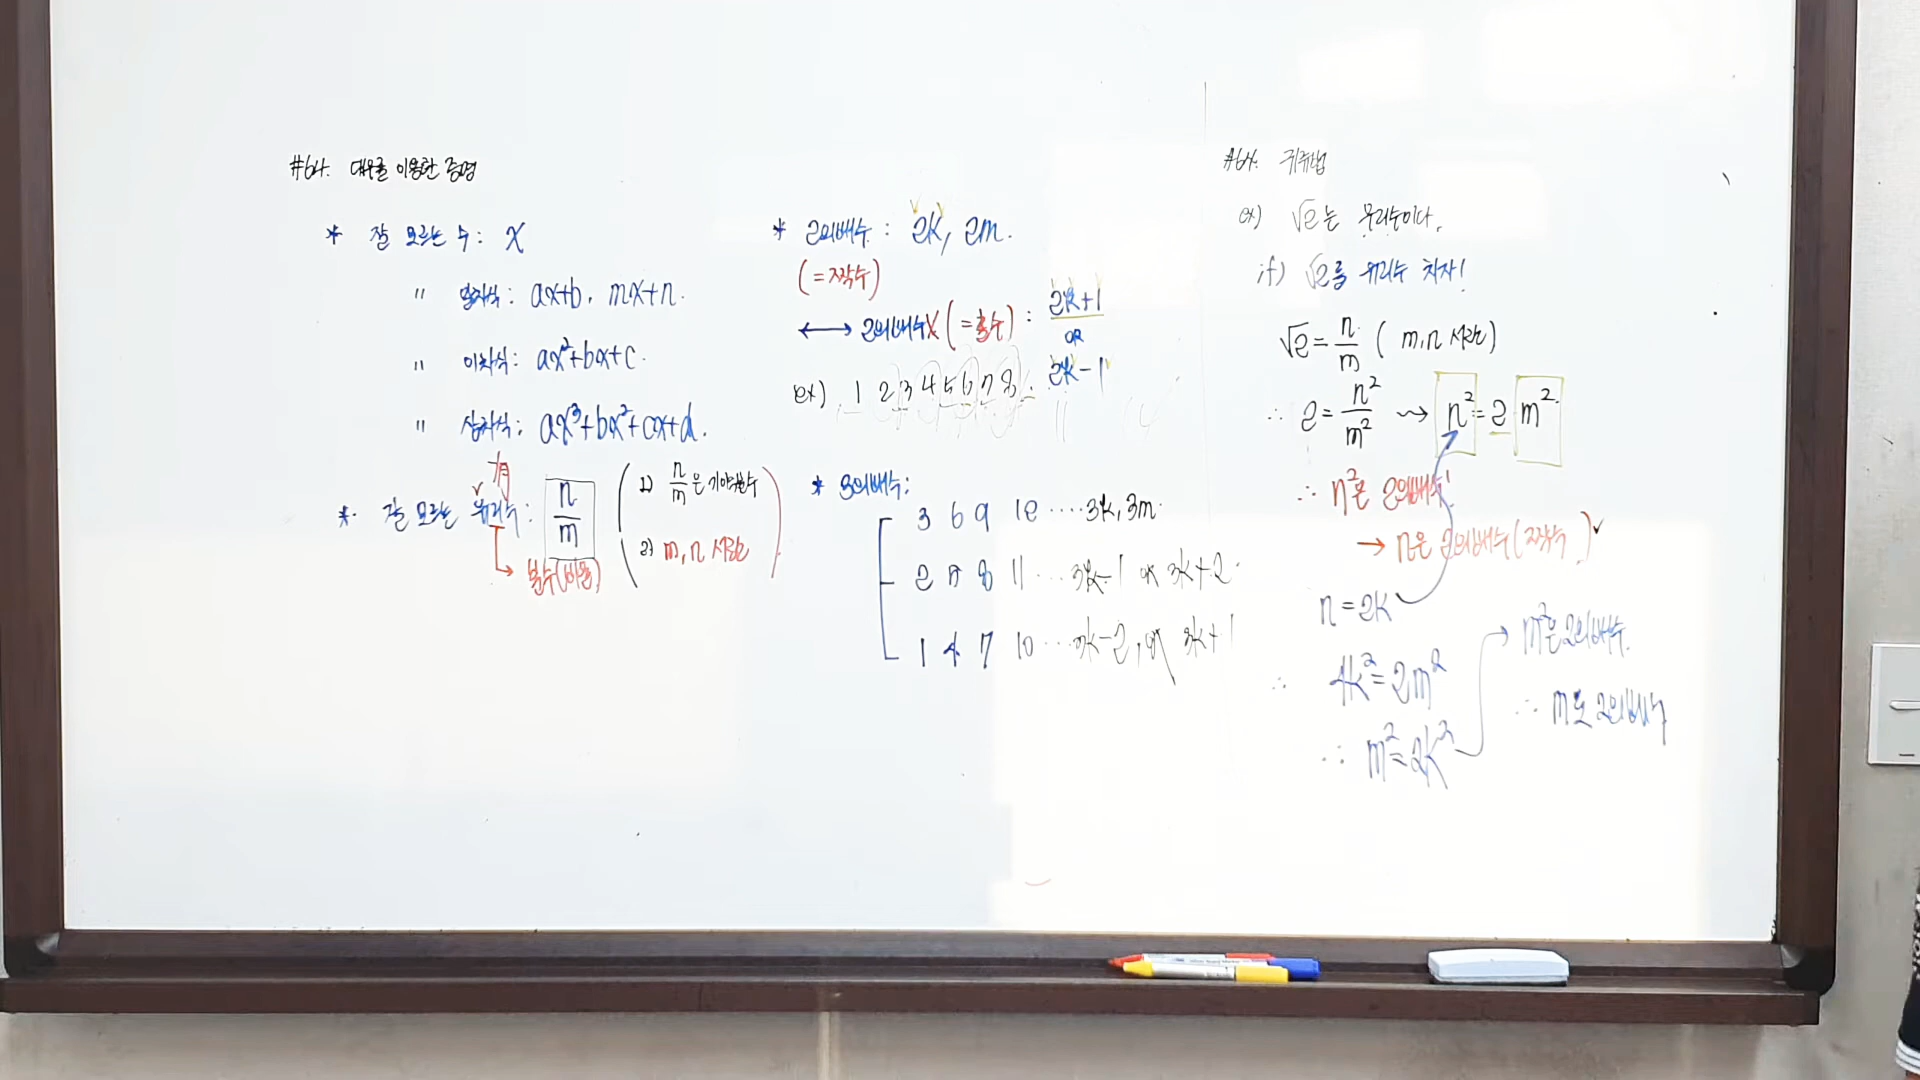 #64. 대우를 이용한 증명
* 잘 모르는 수: x
" 일차식: ax+b, mx+n.
" 이차식: ax²+bx+c.
" 삼차식: ax³+bx²+cx+d.
* 잘 모르는 유리수: n/m
有
분수(비율)
1) n/m은 기약분수
2) m, n 서로소
* 2의배수: 2k, 2m.
(=짝수)
↔ 2의배수X (=홀수): 2k+1
OR
2k-1
ex) 1 2 3 4 5 6 7 8
* 3의배수:
3 6 9 12 ····3k, 3m.
2 5 8 11 ···3k-1 or 3k+2.
1 4 7 10 ···3k-2, or 3k+1
귀류법
ex) √2는 무리수이다.
if) √2를 유리수 치자!
√2=n/m (m,n 서로소)
∴ 2=n²/m² ⇝ n²=2 m².
∴ n²은 2의배수!
→ n은 2의배수(짝수)
n=2k
∴ 4k²=2m²
∴ m²=2k²
→ m²은 2의배수.
∴ m도 2의배수